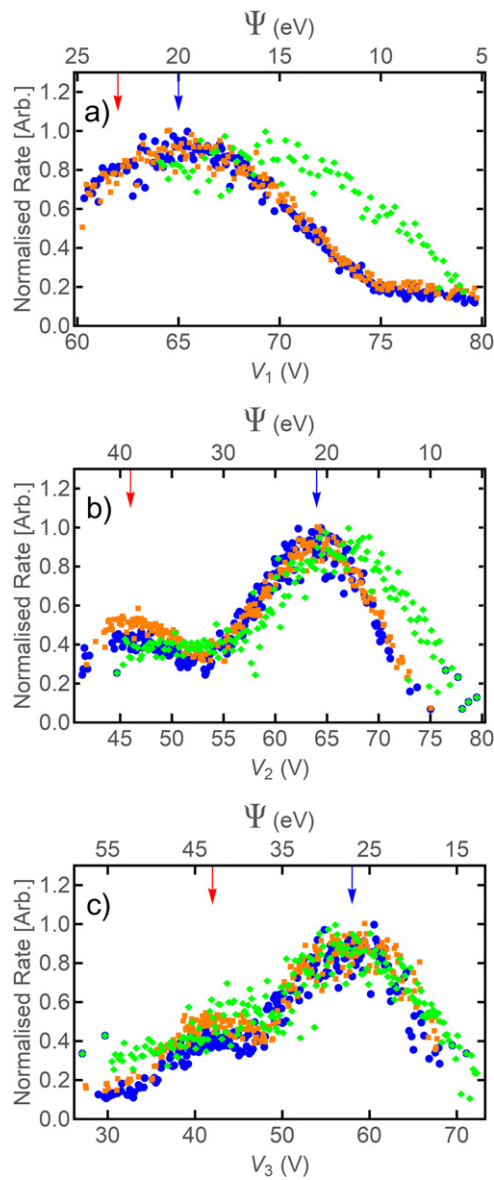 Ψ (eV)
25 20 15 10 5
a)
1.2
1.0
0.8
0.6
0.4
0.2
0.0
Normalised Rate [Arb.]
60 65 70 75 80
V1 (V)
Ψ (eV)
40 30 20 10
b)
1.2
1.0
0.8
0.6
0.4
0.2
0.0
Normalised Rate [Arb.]
45 50 55 60 65 70 75 80
V2 (V)
Ψ (eV)
55 45 35 25 15
c)
1.2
1.0
0.8
0.6
0.4
0.2
0.0
Normalised Rate [Arb.]
30 40 50 60 70
V3 (V)